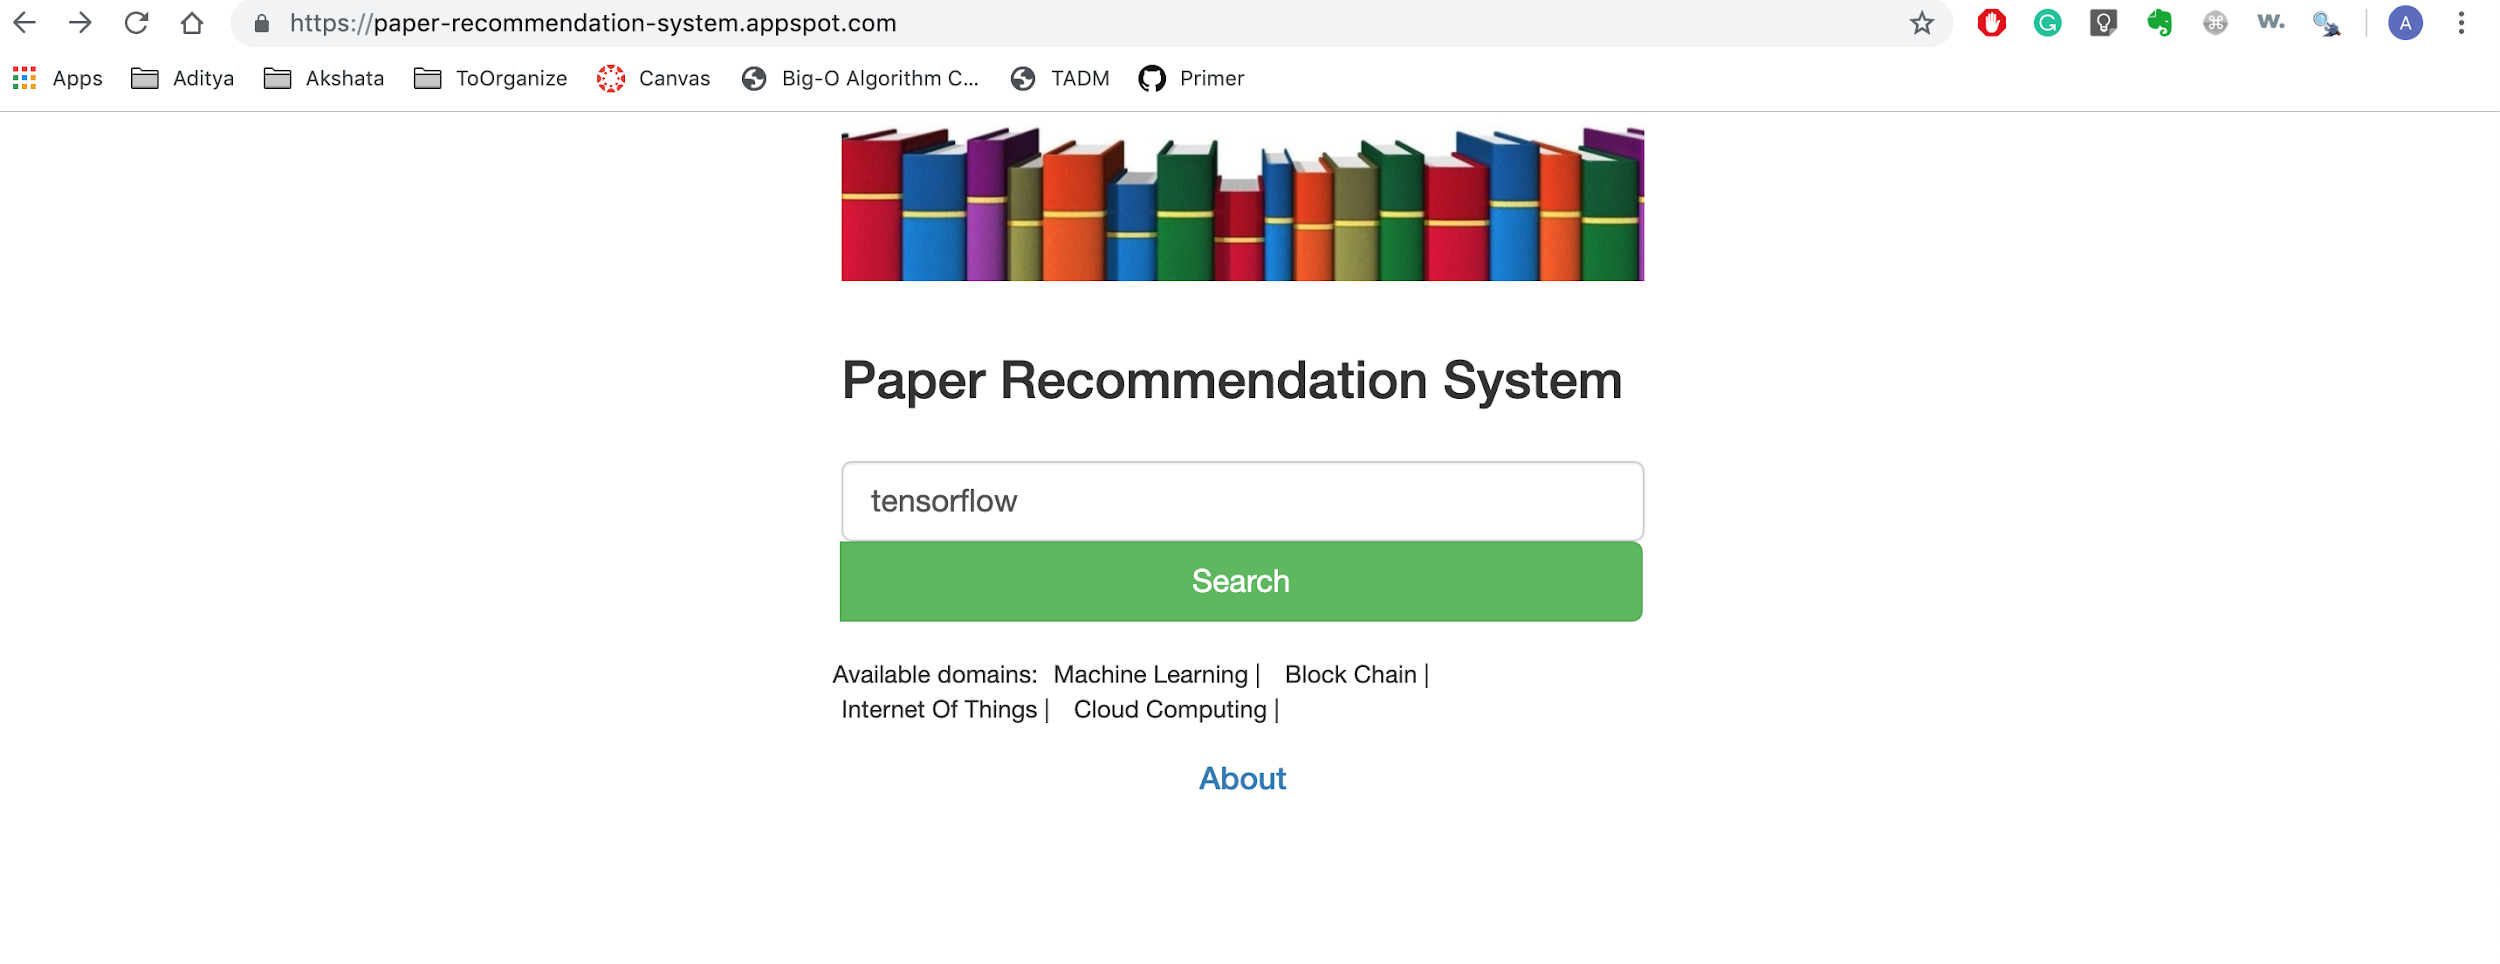 https://paper-recommendation-system.appspot.com
A
Apps Aditya Akshata ToOrganize Canvas Big-O Algorithm C... TADM Primer
Paper Recommendation System
tensorflow
Search
Available domains: Machine Learning | Block Chain |
Internet Of Things | Cloud Computing |
About